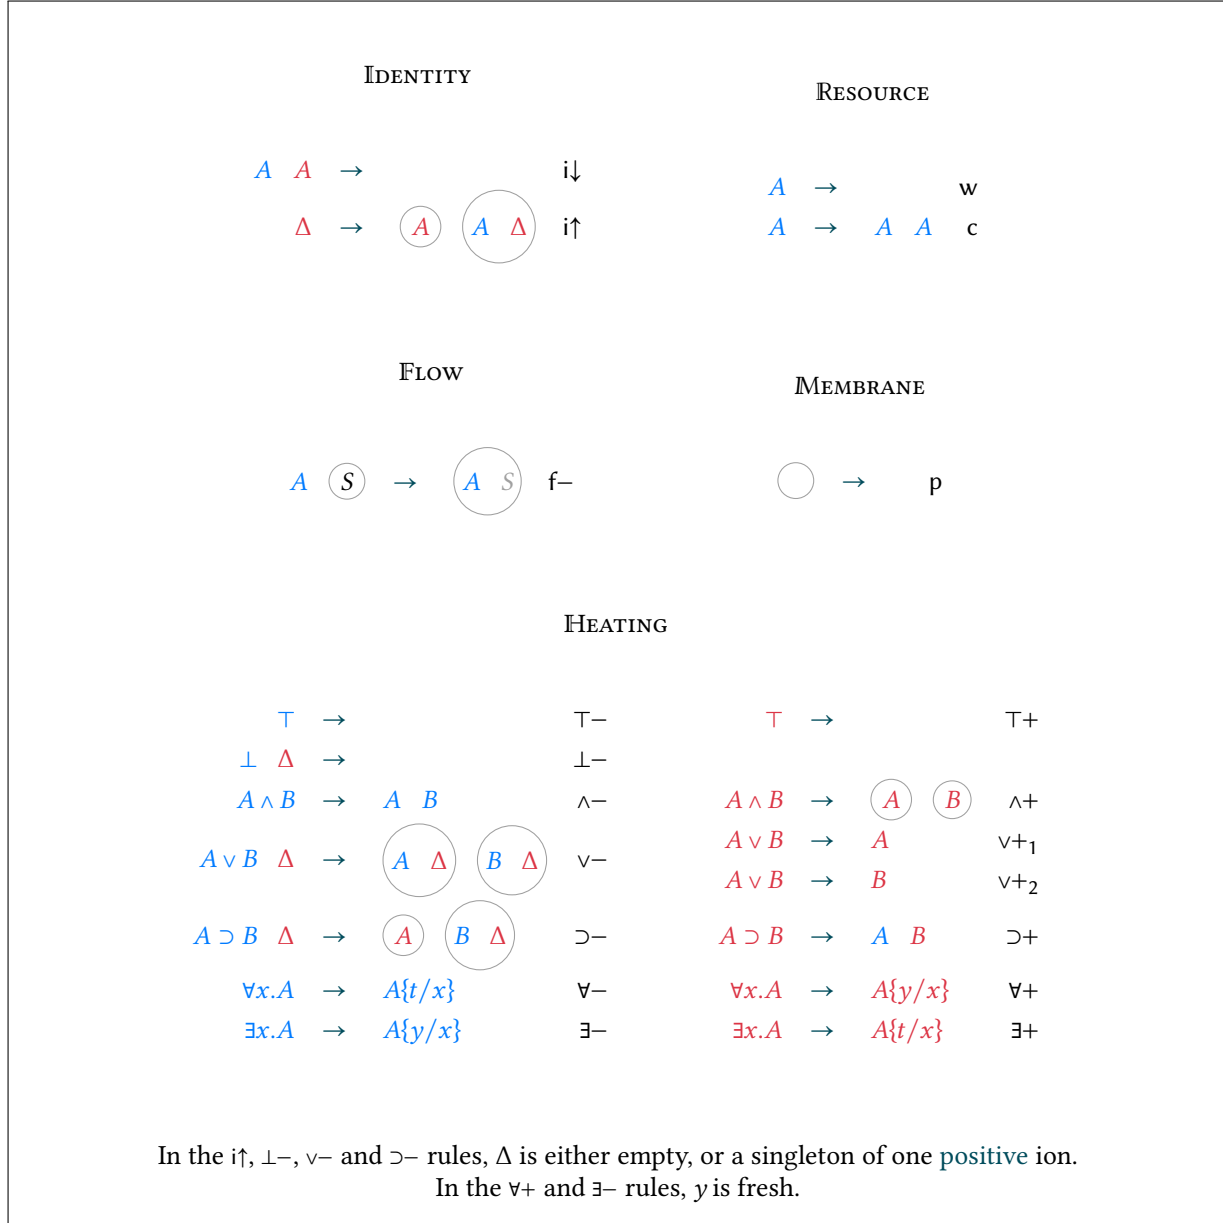 IDENTITY
A A → i↓
Δ → A A Δ i↑
RESOURCE
A → w
A → A A c
FLOW
A S → A S f−
MEMBRANE
→ p
HEATING
⊤ → ⊤−
⊥ Δ → ⊥−
A ∧ B → A B ∧−
A ∨ B Δ → A Δ B Δ ∨−
A ⊃ B Δ → A B Δ ⊃−
∀x.A → A{t/x} ∀−
∃x.A → A{y/x} ∃−
⊤ → ⊤+
A ∧ B → A B ∧+
A ∨ B → A ∨+₁
A ∨ B → B ∨+₂
A ⊃ B → A B ⊃+
∀x.A → A{y/x} ∀+
∃x.A → A{t/x} ∃+
In the i↑, ⊥−, ∨− and ⊃− rules, Δ is either empty, or a singleton of one positive ion.
In the ∀+ and ∃− rules, y is fresh.